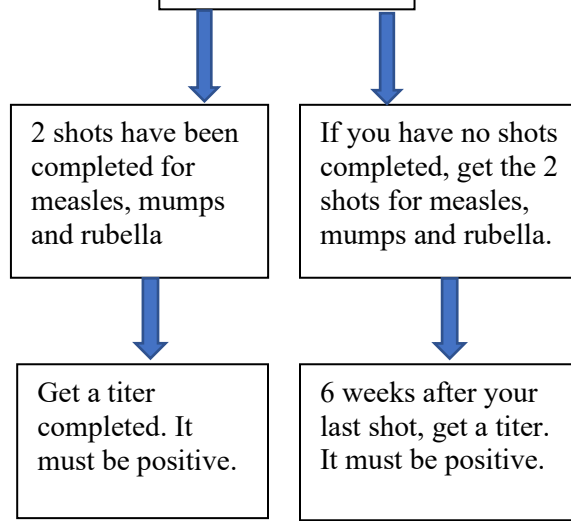 2 shots have been
completed for
measles, mumps
and rubella
If you have no shots
completed, get the 2
shots for measles,
mumps and rubella.
Get a titer
completed. It
must be positive.
6 weeks after your
last shot, get a titer.
It must be positive.